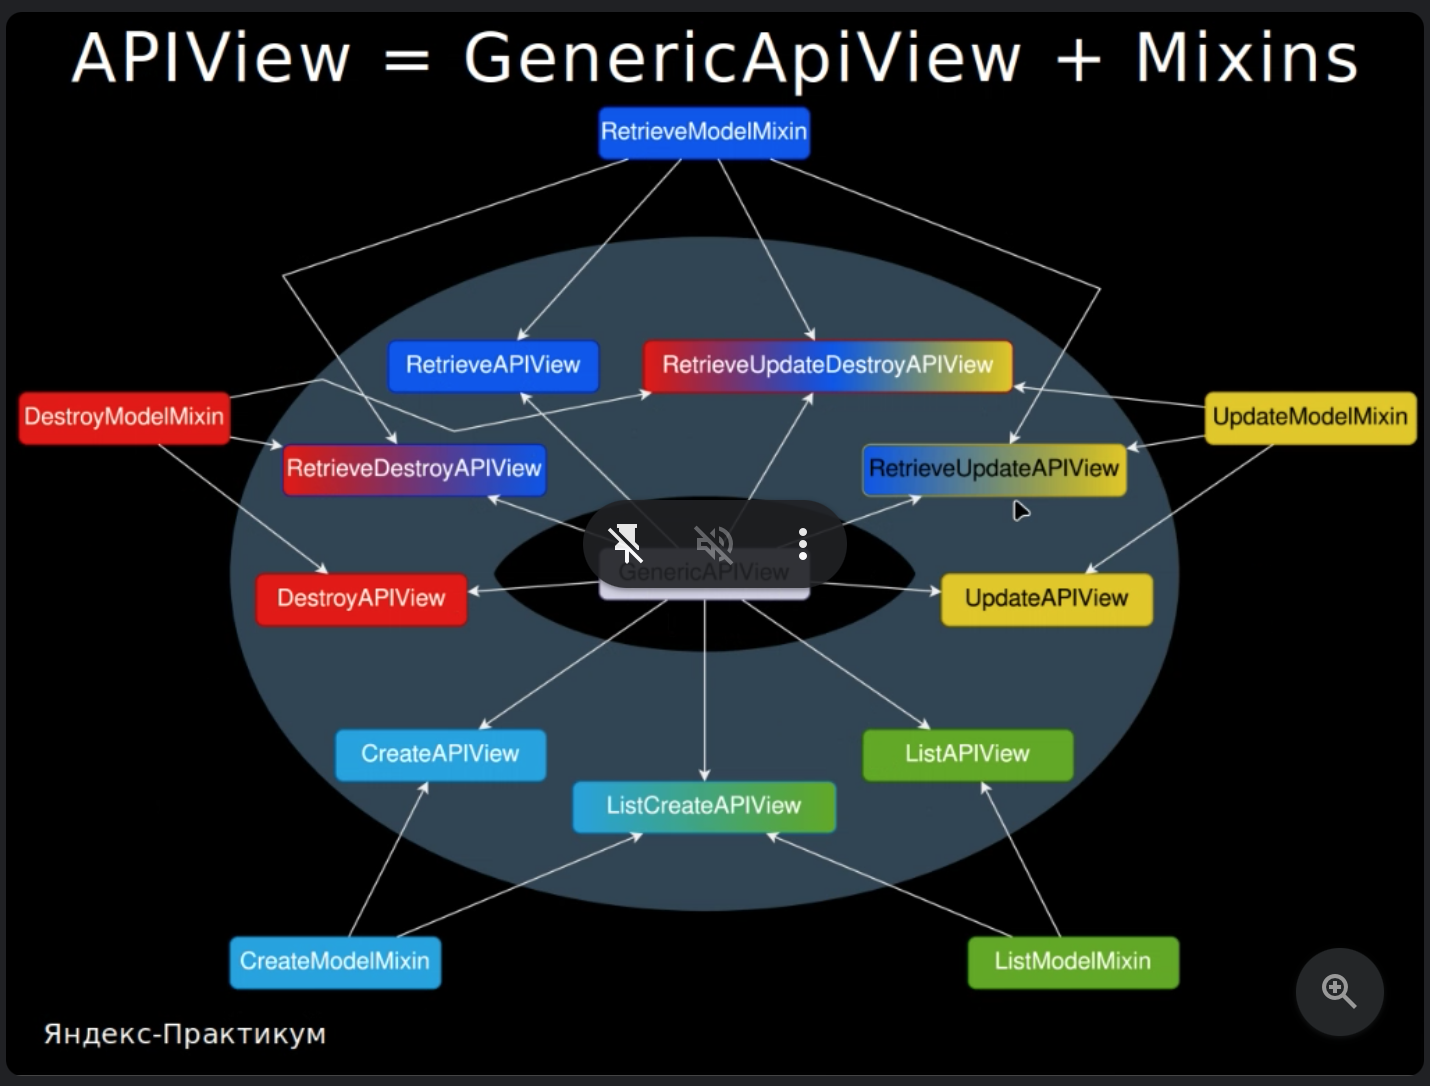 APIView = GenericApiView + Mixins
RetrieveModelMixin
RetrieveAPIView
RetrieveUpdateDestroyAPIView
DestroyModelMixin
UpdateModelMixin
RetrieveDestroyAPIView
RetrieveUpdateAPIView
GenericAPIView
DestroyAPIView
UpdateAPIView
CreateAPIView
ListAPIView
ListCreateAPIView
CreateModelMixin
ListModelMixin
Яндекс-Практикум